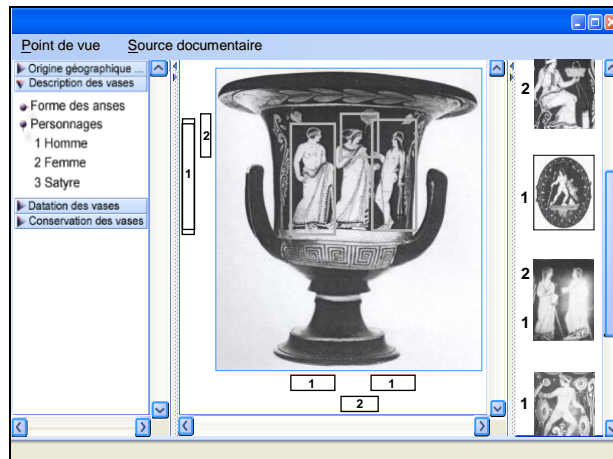 Point de vue Source documentaire
Origine géographique ...
Description des vases
Forme des anses
Personnages
1 Homme
2 Femme
3 Satyre
Datation des vases
Conservation des vases
1
2
1
1
2
2
1
2
1
1